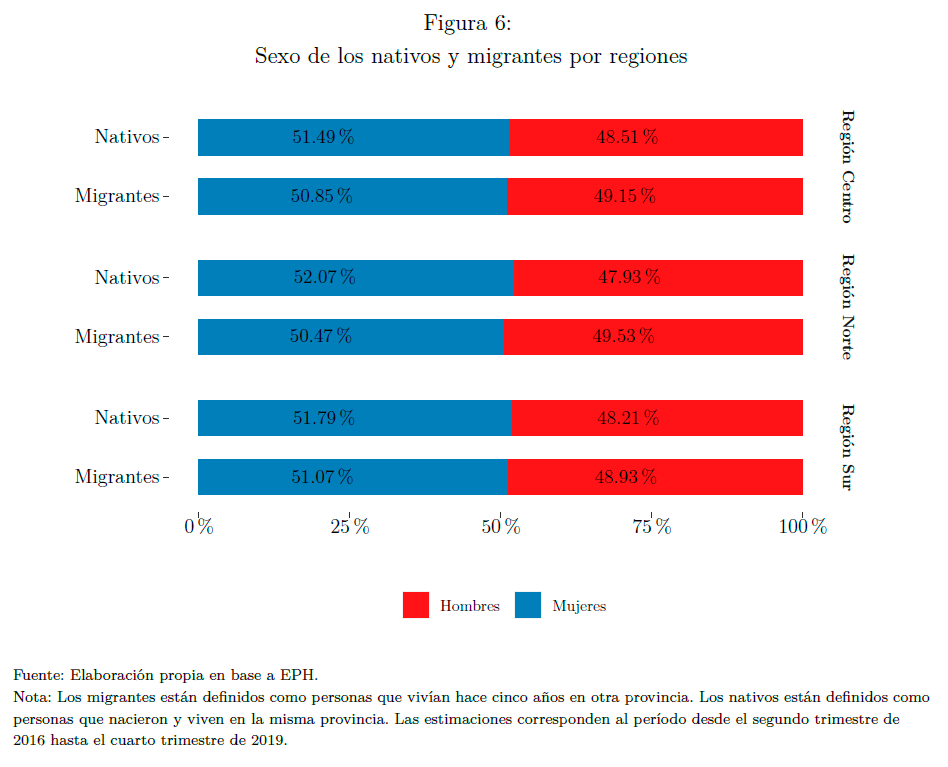 Figura 6:
Sexo de los nativos y migrantes por regiones
Nativos
51.49 %
48.51 %
Migrantes
50.85 %
49.15 %
Región Centro
Nativos
52.07 %
47.93 %
Migrantes
50.47 %
49.53 %
Región Norte
Nativos
51.79 %
48.21 %
Migrantes
51.07 %
48.93 %
Región Sur
0 %
25 %
50 %
75 %
100 %
Hombres
Mujeres
Fuente: Elaboración propia en base a EPH.
Nota: Los migrantes están definidos como personas que vivían hace cinco años en otra provincia. Los nativos están definidos como
personas que nacieron y viven en la misma provincia. Las estimaciones corresponden al período desde el segundo trimestre de
2016 hasta el cuarto trimestre de 2019.